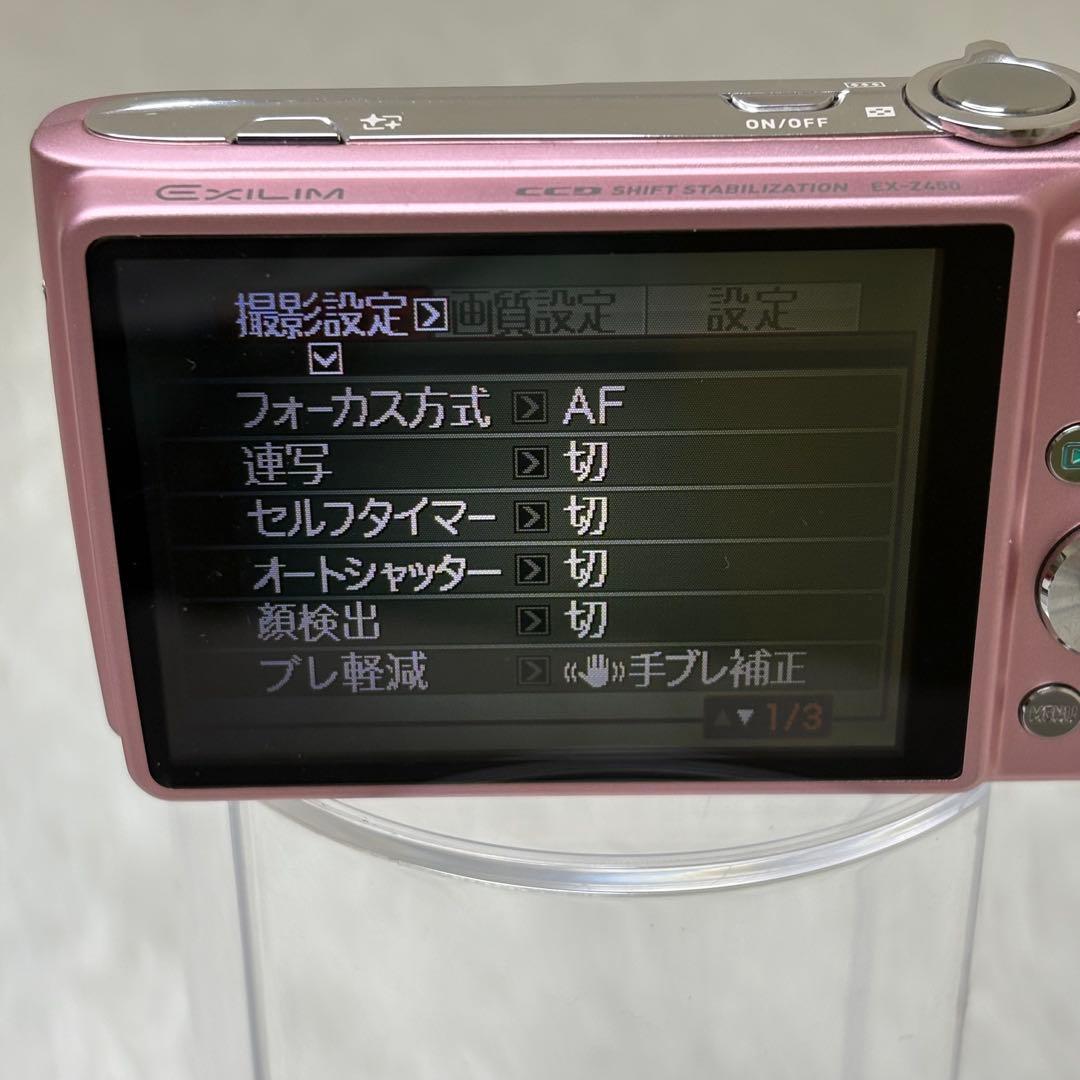 ON/OFF
EXILIM CCD SHIFT STABILIZATION EX-Z450
撮影設定 画質設定 設定
フォーカス方式 AF
連写 切
セルフタイマー 切
オートシャッター 切
顔検出 切
ブレ軽減 手ブレ補正
▲▼1/3
MENU